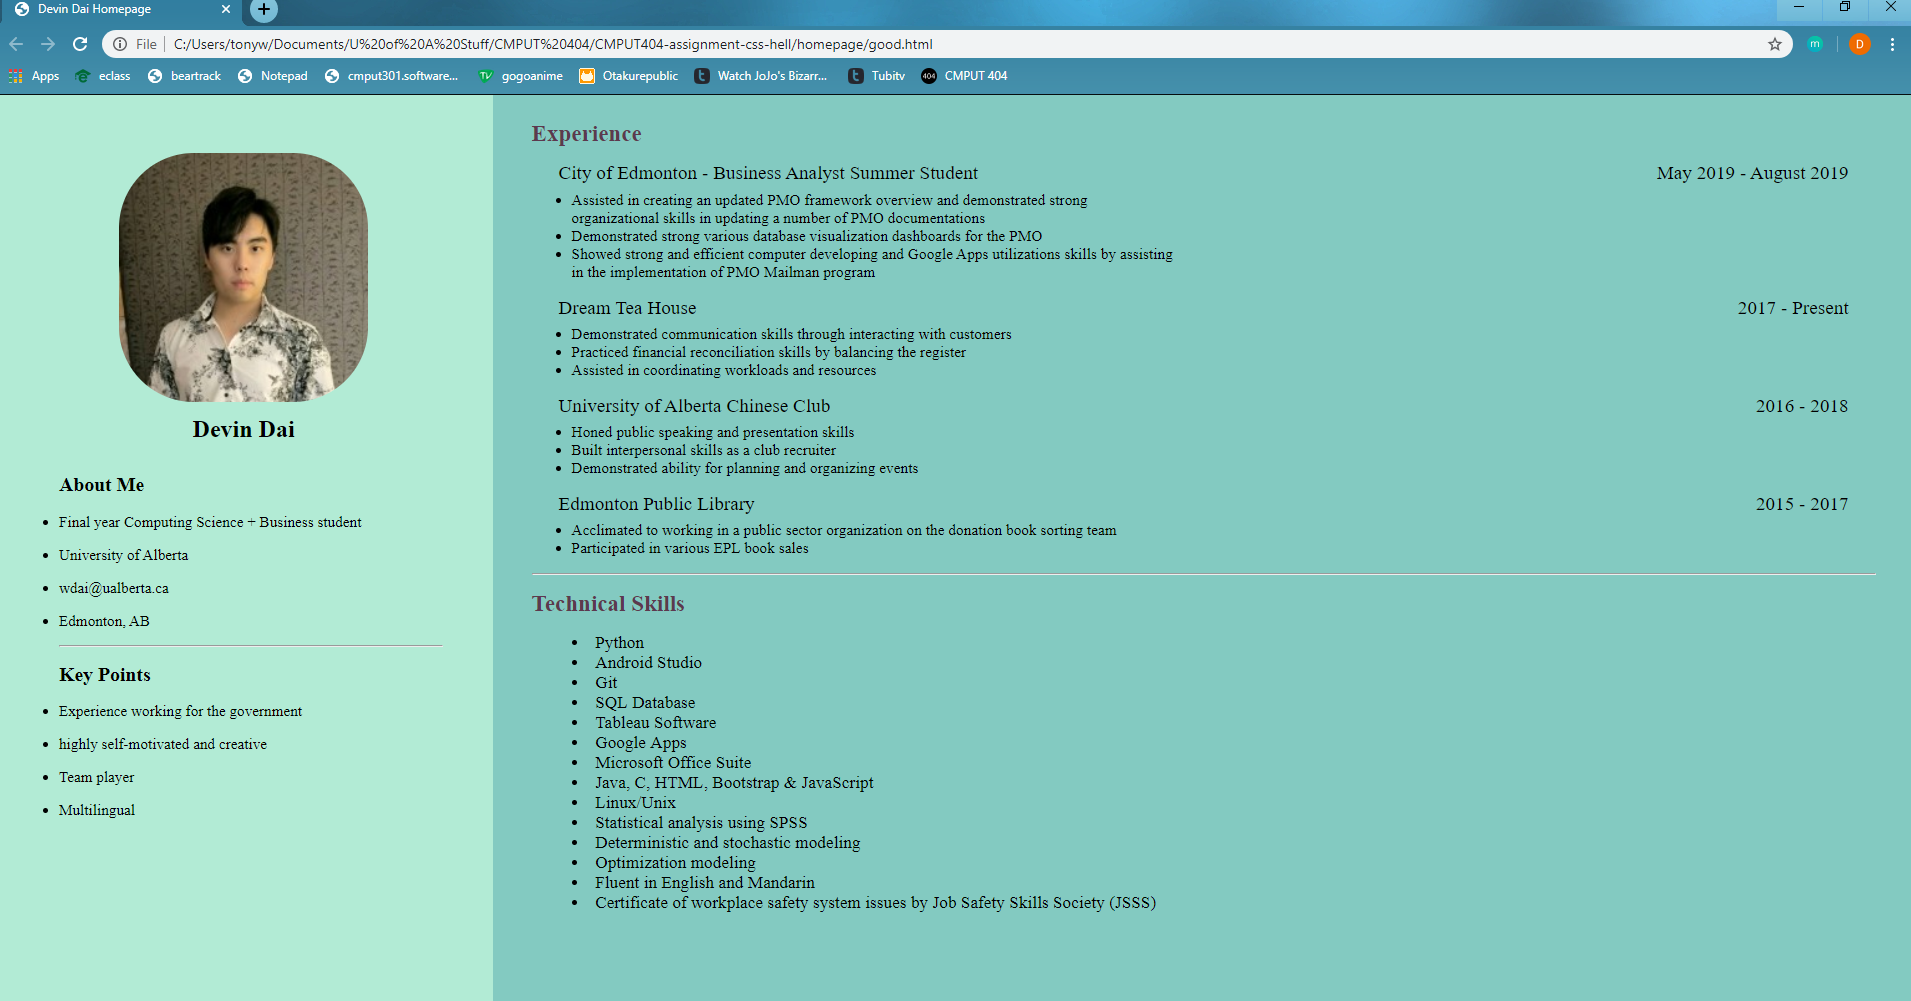 Devin Dai Homepage
File C:/Users/tonyw/Documents/U%20of%20A%20Stuff/CMPUT%20404/CMPUT404-assignment-css-hell/homepage/good.html
m
D
Apps eclass beartrack Notepad cmput301.software... TV gogoanime Otakurepublic t Watch JoJo's Bizarr... t Tubitv 404 CMPUT 404
Devin Dai
About Me
Final year Computing Science + Business student
University of Alberta
wdai@ualberta.ca
Edmonton, AB
Key Points
Experience working for the government
highly self-motivated and creative
Team player
Multilingual
Experience
City of Edmonton - Business Analyst Summer Student May 2019 - August 2019
Assisted in creating an updated PMO framework overview and demonstrated strong
organizational skills in updating a number of PMO documentations
Demonstrated strong various database visualization dashboards for the PMO
Showed strong and efficient computer developing and Google Apps utilizations skills by assisting
in the implementation of PMO Mailman program
Dream Tea House 2017 - Present
Demonstrated communication skills through interacting with customers
Practiced financial reconciliation skills by balancing the register
Assisted in coordinating workloads and resources
University of Alberta Chinese Club 2016 - 2018
Honed public speaking and presentation skills
Built interpersonal skills as a club recruiter
Demonstrated ability for planning and organizing events
Edmonton Public Library 2015 - 2017
Acclimated to working in a public sector organization on the donation book sorting team
Participated in various EPL book sales
Technical Skills
Python
Android Studio
Git
SQL Database
Tableau Software
Google Apps
Microsoft Office Suite
Java, C, HTML, Bootstrap & JavaScript
Linux/Unix
Statistical analysis using SPSS
Deterministic and stochastic modeling
Optimization modeling
Fluent in English and Mandarin
Certificate of workplace safety system issues by Job Safety Skills Society (JSSS)